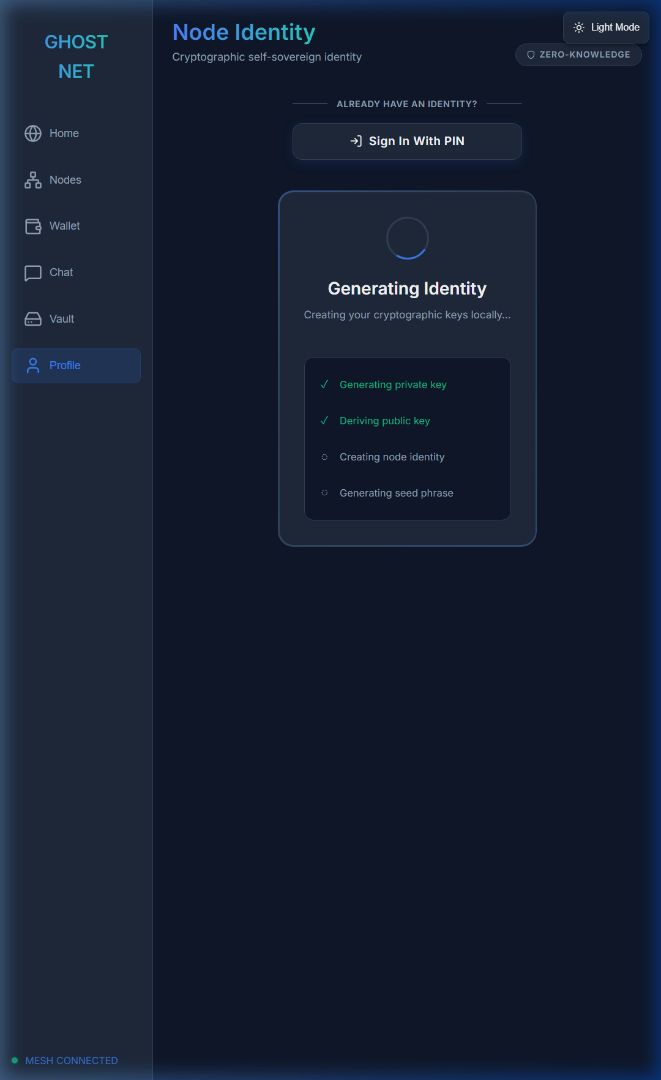 GHOST
NET
Home
Nodes
Wallet
Chat
Vault
Profile
MESH CONNECTED
Node Identity
Cryptographic self-sovereign identity
Light Mode
ZERO-KNOWLEDGE
ALREADY HAVE AN IDENTITY?
Sign In With PIN
Generating Identity
Creating your cryptographic keys locally...
✓ Generating private key
✓ Deriving public key
○ Creating node identity
○ Generating seed phrase